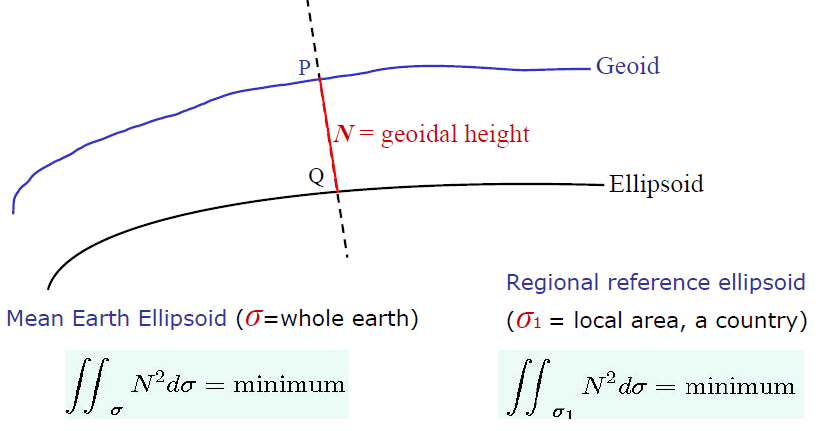 P
Geoid
N = geoidal height
Q
Ellipsoid
Regional reference ellipsoid
Mean Earth Ellipsoid (σ=whole earth)
(σ1 = local area, a country)
∬σ N²dσ = minimum
∬σ1 N²dσ = minimum